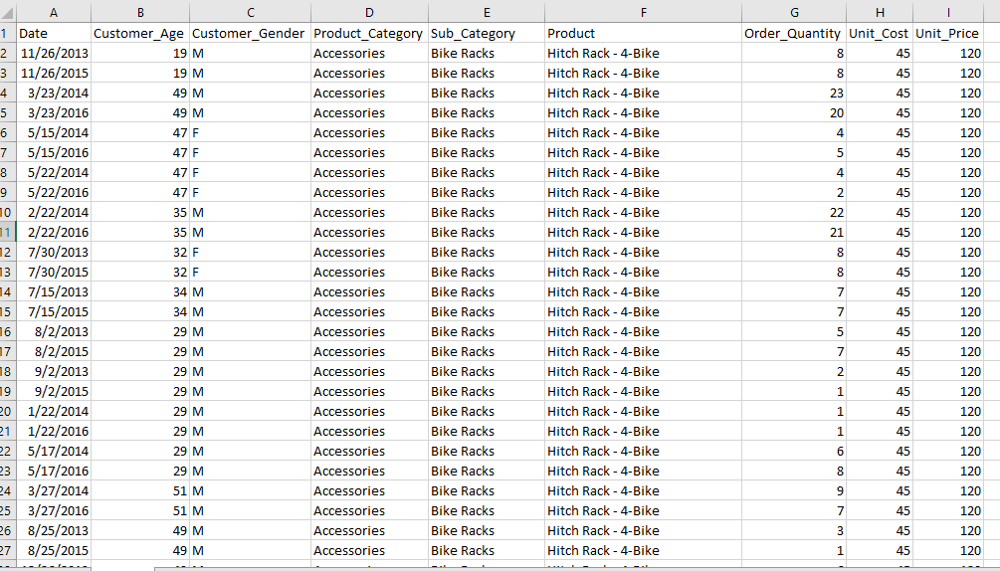 A B C D E F G H I
1 Date Customer_Age Customer_Gender Product_Category Sub_Category Product Order_Quantity Unit_Cost Unit_Price
2 11/26/2013 19 M Accessories Bike Racks Hitch Rack - 4-Bike 8 45 120
3 11/26/2015 19 M Accessories Bike Racks Hitch Rack - 4-Bike 8 45 120
4 3/23/2014 49 M Accessories Bike Racks Hitch Rack - 4-Bike 23 45 120
5 3/23/2016 49 M Accessories Bike Racks Hitch Rack - 4-Bike 20 45 120
6 5/15/2014 47 F Accessories Bike Racks Hitch Rack - 4-Bike 4 45 120
7 5/15/2016 47 F Accessories Bike Racks Hitch Rack - 4-Bike 5 45 120
8 5/22/2014 47 F Accessories Bike Racks Hitch Rack - 4-Bike 4 45 120
9 5/22/2016 47 F Accessories Bike Racks Hitch Rack - 4-Bike 2 45 120
10 2/22/2014 35 M Accessories Bike Racks Hitch Rack - 4-Bike 22 45 120
11 2/22/2016 35 M Accessories Bike Racks Hitch Rack - 4-Bike 21 45 120
12 7/30/2013 32 F Accessories Bike Racks Hitch Rack - 4-Bike 8 45 120
13 7/30/2015 32 F Accessories Bike Racks Hitch Rack - 4-Bike 8 45 120
14 7/15/2013 34 M Accessories Bike Racks Hitch Rack - 4-Bike 7 45 120
15 7/15/2015 34 M Accessories Bike Racks Hitch Rack - 4-Bike 7 45 120
16 8/2/2013 29 M Accessories Bike Racks Hitch Rack - 4-Bike 5 45 120
17 8/2/2015 29 M Accessories Bike Racks Hitch Rack - 4-Bike 7 45 120
18 9/2/2013 29 M Accessories Bike Racks Hitch Rack - 4-Bike 2 45 120
19 9/2/2015 29 M Accessories Bike Racks Hitch Rack - 4-Bike 1 45 120
20 1/22/2014 29 M Accessories Bike Racks Hitch Rack - 4-Bike 1 45 120
21 1/22/2016 29 M Accessories Bike Racks Hitch Rack - 4-Bike 1 45 120
22 5/17/2014 29 M Accessories Bike Racks Hitch Rack - 4-Bike 6 45 120
23 5/17/2016 29 M Accessories Bike Racks Hitch Rack - 4-Bike 8 45 120
24 3/27/2014 51 M Accessories Bike Racks Hitch Rack - 4-Bike 9 45 120
25 3/27/2016 51 M Accessories Bike Racks Hitch Rack - 4-Bike 7 45 120
26 8/25/2013 49 M Accessories Bike Racks Hitch Rack - 4-Bike 3 45 120
27 8/25/2015 49 M Accessories Bike Racks Hitch Rack - 4-Bike 1 45 120